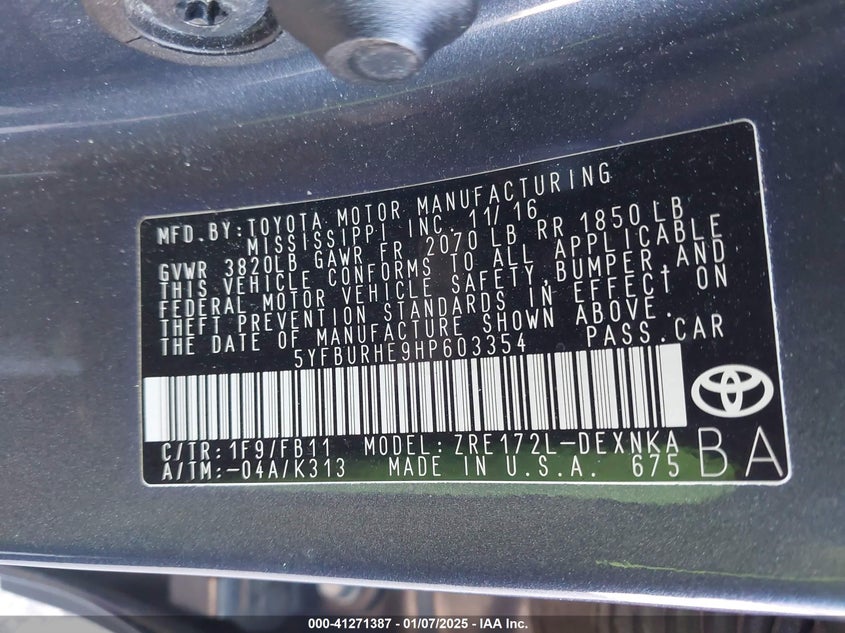 MFD.BY:TOYOTA MOTOR MANUFACTURING
MISSISSIPPI INC. 11/16
GVWR 3820LB GAWR FR 2070 LB RR 1850 LB
THIS VEHICLE CONFORMS TO ALL APPLICABLE
FEDERAL MOTOR VEHICLE SAFETY,BUMPER AND
THEFT PREVENTION STANDARDS IN EFFECT ON
THE DATE OF MANUFACTURE SHOWN ABOVE.
5YFBURHE9HP603354 PASS.CAR
C/TR:1F9/FB11 MODEL:ZRE172L-DEXNKA
A/TM:-04A/K313 MADE IN U.S.A. 675
BA
000-41271387 - 01/07/2025 - IAA Inc.